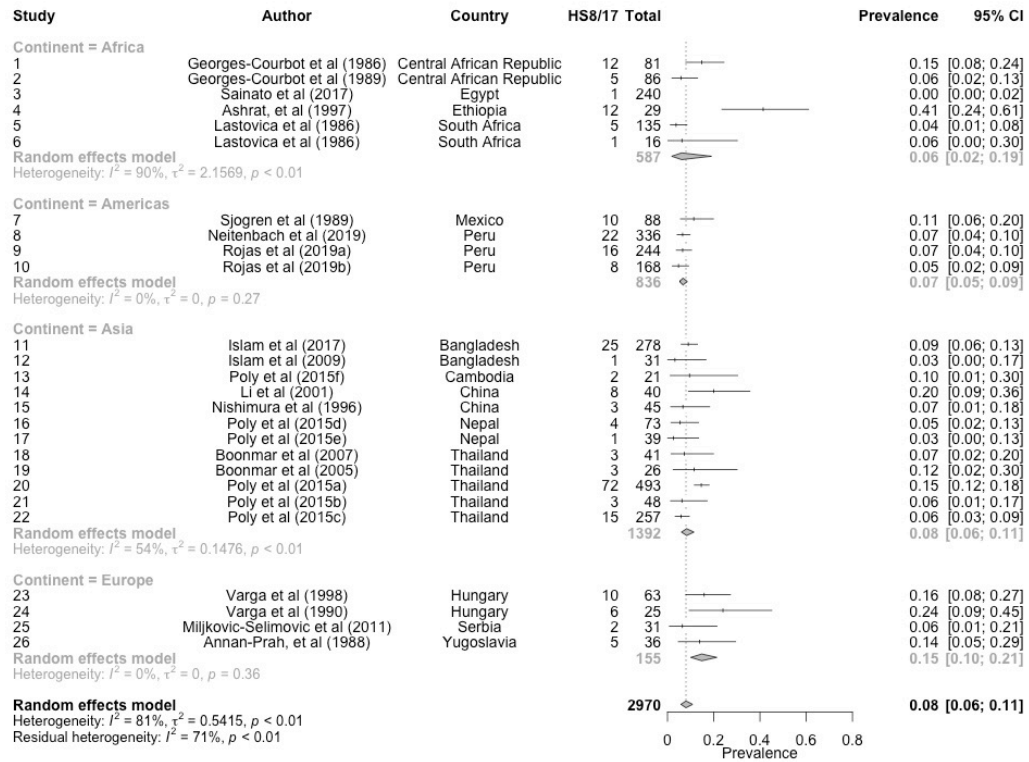 Study Author Country HS8/17 Total Prevalence 95% CI
Continent = Africa
1 Georges-Courbot et al (1986) Central African Republic 12 81 0.15 [0.08; 0.24]
2 Georges-Courbot et al (1989) Central African Republic 5 86 0.06 [0.02; 0.13]
3 Sainato et al (2017) Egypt 1 240 0.00 [0.00; 0.02]
4 Ashrat, et al. (1997) Ethiopia 12 29 0.41 [0.24; 0.61]
5 Lastovica et al (1986) South Africa 5 135 0.04 [0.01; 0.08]
6 Lastovica et al (1986) South Africa 1 16 0.06 [0.00; 0.30]
Random effects model 587 0.06 [0.02; 0.19]
Heterogeneity: I² = 90%, τ² = 2.1569, p < 0.01
Continent = Americas
7 Sjogren et al (1989) Mexico 10 88 0.11 [0.06; 0.20]
8 Neitenbach et al (2019) Peru 22 336 0.07 [0.04; 0.10]
9 Rojas et al (2019a) Peru 16 244 0.07 [0.04; 0.10]
10 Rojas et al (2019b) Peru 8 168 0.05 [0.02; 0.09]
Random effects model 836 0.07 [0.05; 0.09]
Heterogeneity: I² = 0%, τ² = 0, p = 0.27
Continent = Asia
11 Islam et al (2017) Bangladesh 25 278 0.09 [0.06; 0.13]
12 Islam et al (2009) Bangladesh 1 31 0.03 [0.00; 0.17]
13 Poly et al (2015f) Cambodia 2 21 0.10 [0.01; 0.30]
14 Li et al (2001) China 8 40 0.20 [0.09; 0.36]
15 Nishimura et al (1996) China 3 45 0.07 [0.01; 0.18]
16 Poly et al (2015d) Nepal 4 73 0.05 [0.02; 0.13]
17 Poly et al (2015e) Nepal 1 39 0.03 [0.00; 0.13]
18 Boonmar et al (2007) Thailand 3 41 0.07 [0.02; 0.20]
19 Boonmar et al (2005) Thailand 3 26 0.12 [0.02; 0.30]
20 Poly et al (2015a) Thailand 72 493 0.15 [0.12; 0.18]
21 Poly et al (2015b) Thailand 3 48 0.06 [0.01; 0.17]
22 Poly et al (2015c) Thailand 15 257 0.06 [0.03; 0.09]
Random effects model 1392 0.08 [0.06; 0.11]
Heterogeneity: I² = 54%, τ² = 0.1476, p < 0.01
Continent = Europe
23 Varga et al (1998) Hungary 10 63 0.16 [0.08; 0.27]
24 Varga et al (1990) Hungary 6 25 0.24 [0.09; 0.45]
25 Miljkovic-Selimovic et al (2011) Serbia 2 31 0.06 [0.01; 0.21]
26 Annan-Prah, et al (1988) Yugoslavia 5 36 0.14 [0.05; 0.29]
Random effects model 155 0.15 [0.10; 0.21]
Heterogeneity: I² = 0%, τ² = 0, p = 0.36
Random effects model 2970 0.08 [0.06; 0.11]
Heterogeneity: I² = 81%, τ² = 0.5415, p < 0.01
Residual heterogeneity: I² = 71%, p < 0.01
0 0.2 0.4 0.6 0.8
Prevalence